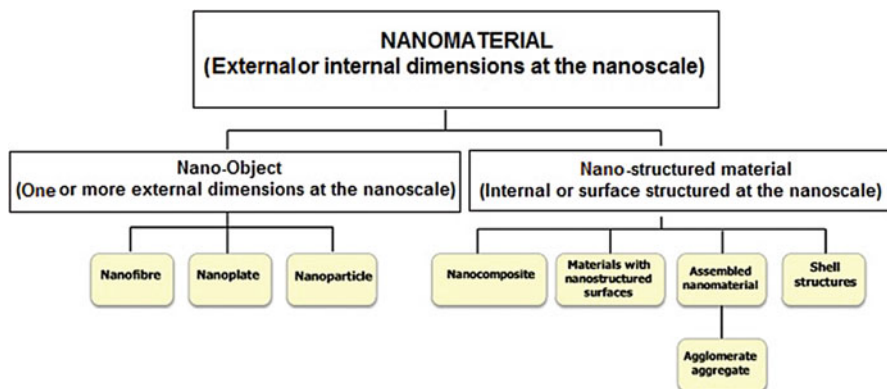 NANOMATERIAL
(Externalor internal dimensions at the nanoscale)
Nano-Object
(One or more external dimensions at the nanoscale)
Nano-structured material
(Internal or surface structured at the nanoscale)
Nanofibre
Nanoplate
Nanoparticle
Nanocomposite
Materials with
nanostructured
surfaces
Assembled
nanomaterial
Shell
structures
Agglomerate
aggregate